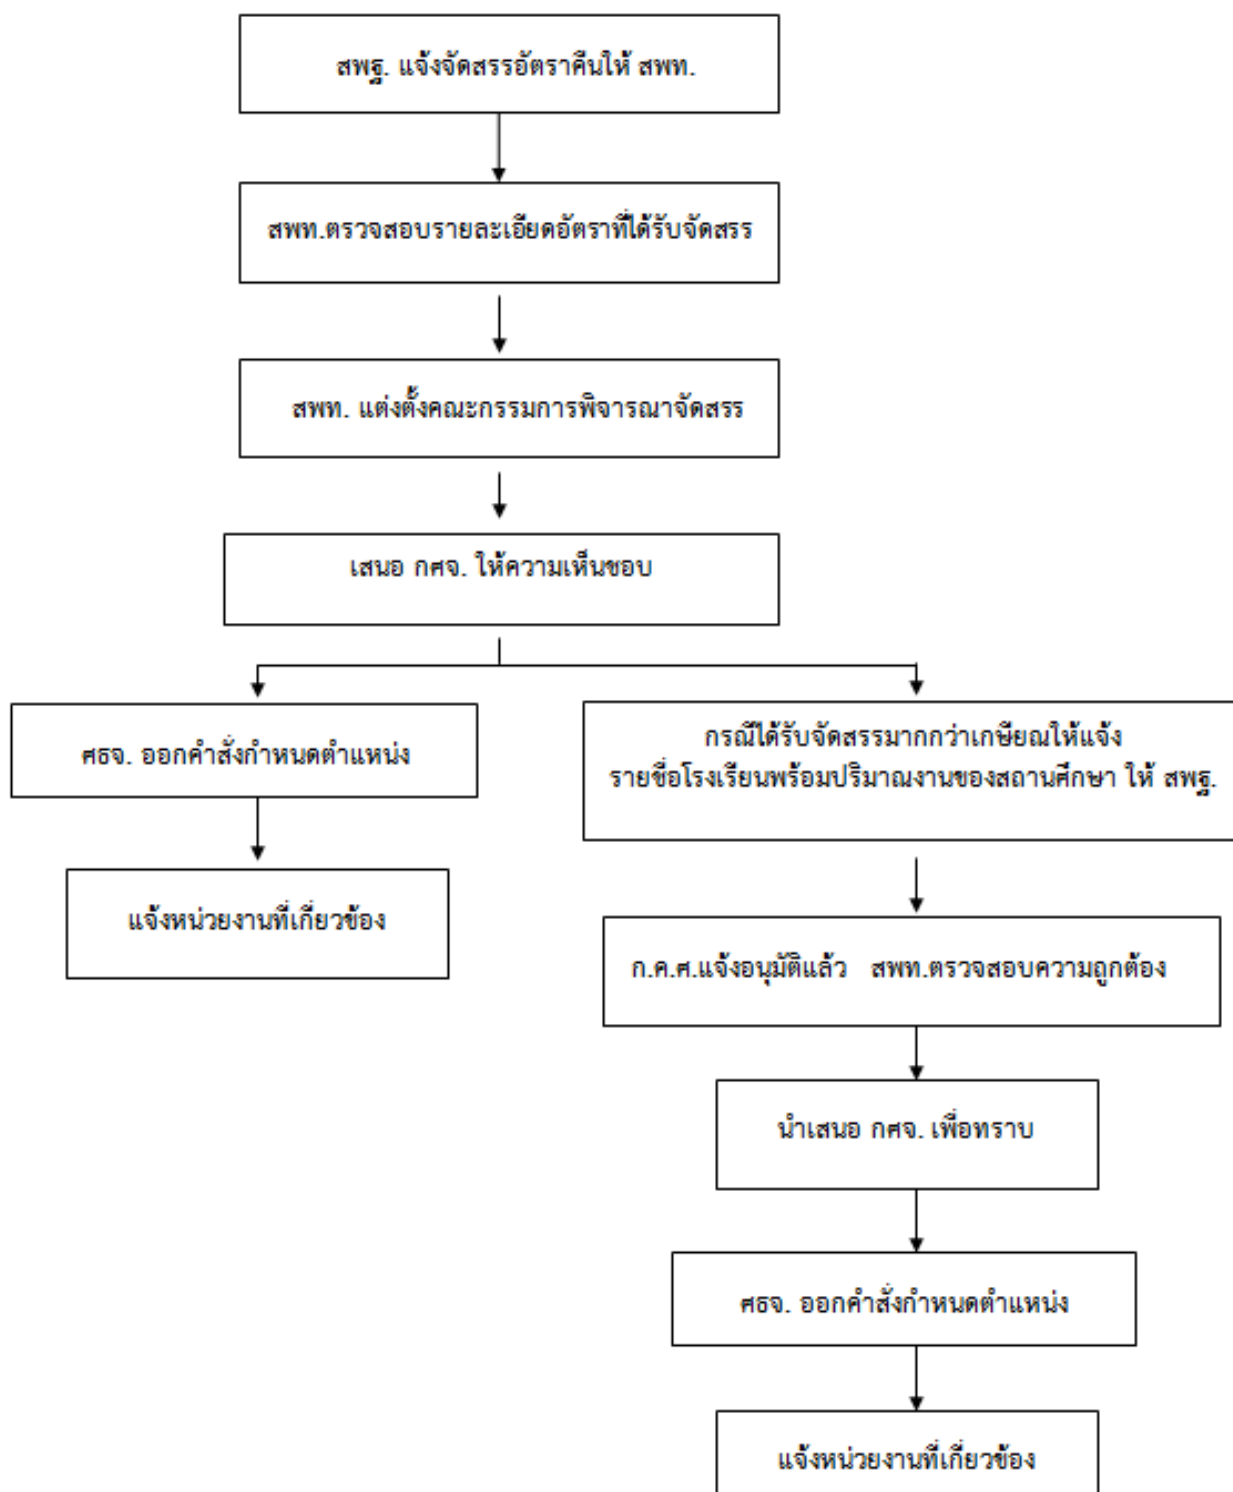 สพฐ. แจ้งจัดสรรอัตราคืนให้ สพท.
สพท.ตรวจสอบรายละเอียดอัตราที่ได้รับจัดสรร
สพท. แต่งตั้งคณะกรรมการพิจารณาจัดสรร
เสนอ กศจ. ให้ความเห็นชอบ
ศธจ. ออกคำสั่งกำหนดตำแหน่ง
แจ้งหน่วยงานที่เกี่ยวข้อง
กรณีได้รับจัดสรรมากกว่าเกษียณให้แจ้ง
รายชื่อโรงเรียนพร้อมปริมาณงานของสถานศึกษา ให้ สพฐ.
ก.ค.ศ.แจ้งอนุมัติแล้ว สพท.ตรวจสอบความถูกต้อง
นำเสนอ กศจ. เพื่อทราบ
ศธจ. ออกคำสั่งกำหนดตำแหน่ง
แจ้งหน่วยงานที่เกี่ยวข้อง